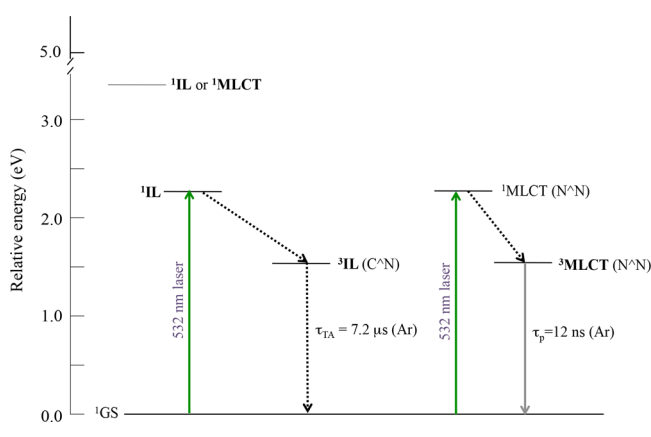 5.0
¹IL or ¹MLCT
3.0
¹IL
¹MLCT (N^N)
2.0
³IL (C^N)
³MLCT (N^N)
Relative energy (eV)
532 nm laser
532 nm laser
τTA = 7.2 μs (Ar)
τp=12 ns (Ar)
1.0
¹GS
0.0